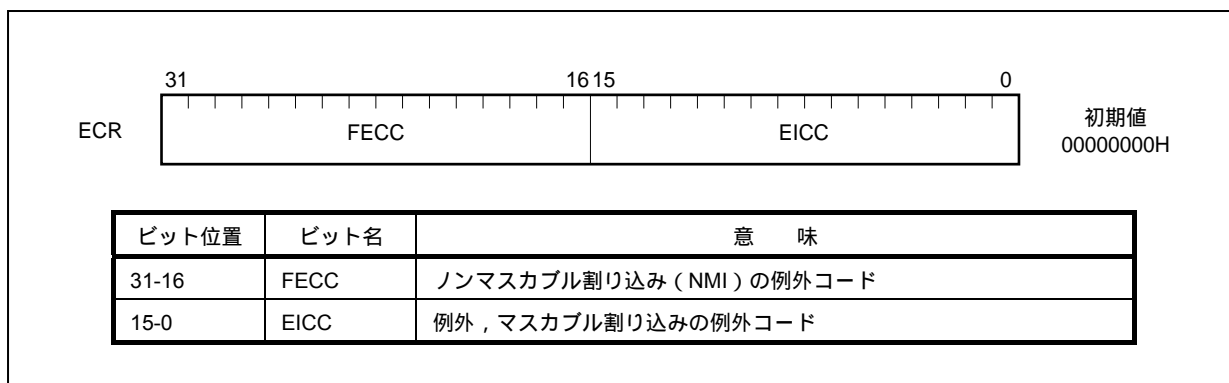 31 16 15 0
ECR FECC EICC 初期値
00000000H
ビット位置 ビット名 意 味
31-16 FECC ノンマスカブル割り込み(NMI)の例外コード
15-0 EICC 例外,マスカブル割り込みの例外コード